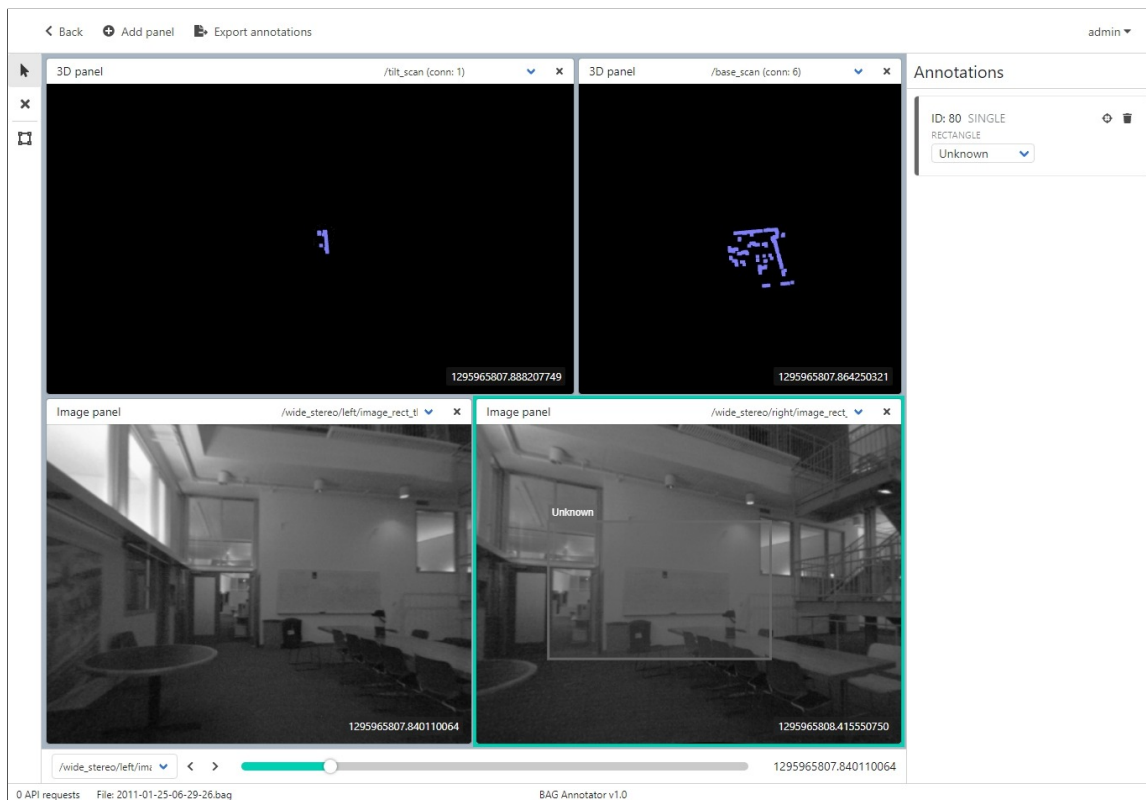 Back Add panel Export annotations admin
3D panel /tilt_scan (conn: 1)
3D panel /base_scan (conn: 6)
Annotations
ID: 80 SINGLE
RECTANGLE
Unknown
1295965807.888207749
1295965807.864250321
Image panel /wide_stereo/left/image_rect_tl
Image panel /wide_stereo/right/image_rect_
Unknown
1295965807.840110064
1295965808.415550750
/wide_stereo/left/ima 1295965807.840110064
0 API requests File: 2011-01-25-06-29-26.bag BAG Annotator v1.0